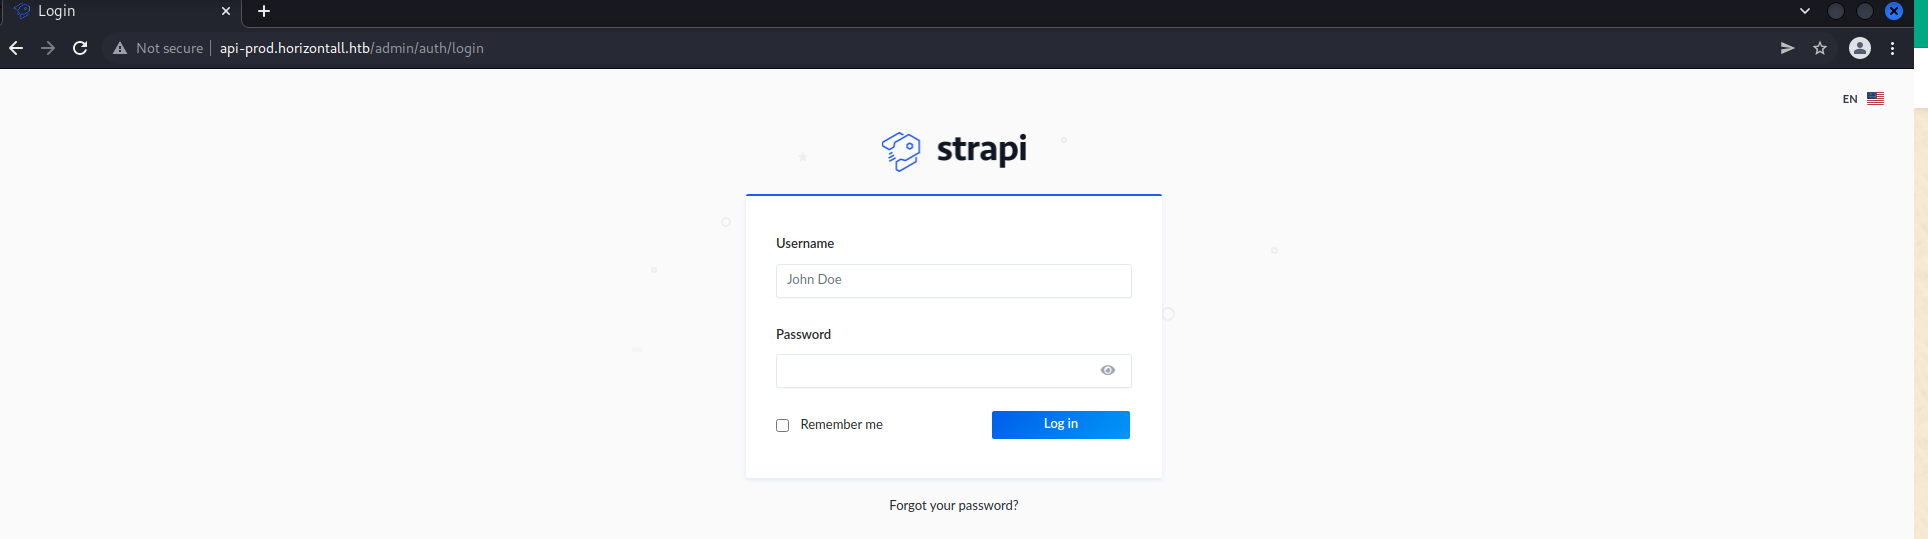 Login
Not secure api-prod.horizontall.htb/admin/auth/login
EN
strapi
Username
John Doe
Password
Remember me
Log in
Forgot your password?